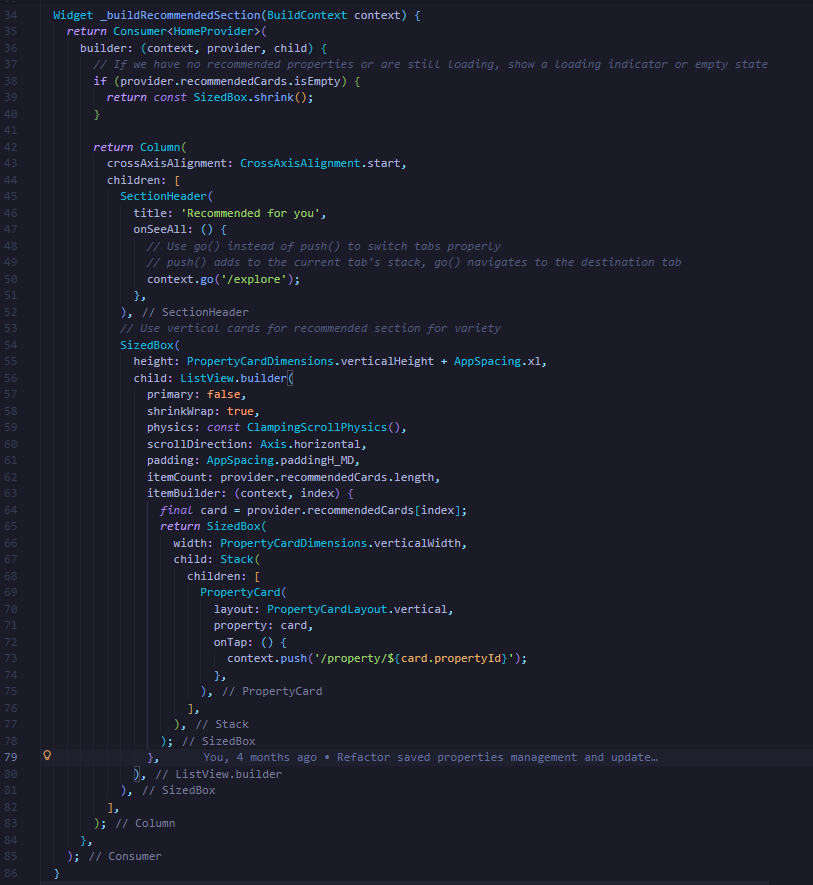 34 Widget _buildRecommendedSection(BuildContext context) {
35 return Consumer<HomeProvider>(
36 builder: (context, provider, child) {
37 // If we have no recommended properties or are still loading, show a loading indicator or empty state
38 if (provider.recommendedCards.isEmpty) {
39 return const SizedBox.shrink();
40 }
41
42 return Column(
43 crossAxisAlignment: CrossAxisAlignment.start,
44 children: [
45 SectionHeader(
46 title: 'Recommended for you',
47 onSeeAll: () {
48 // Use go() instead of push() to switch tabs properly
49 // push() adds to the current tab's stack, go() navigates to the destination tab
50 context.go('/explore');
51 },
52 ), // SectionHeader
53 // Use vertical cards for recommended section for variety
54 SizedBox(
55 height: PropertyCardDimensions.verticalHeight + AppSpacing.xl,
56 child: ListView.builder(
57 primary: false,
58 shrinkWrap: true,
59 physics: const ClampingScrollPhysics(),
60 scrollDirection: Axis.horizontal,
61 padding: AppSpacing.paddingH_MD,
62 itemCount: provider.recommendedCards.length,
63 itemBuilder: (context, index) {
64 final card = provider.recommendedCards[index];
65 return SizedBox(
66 width: PropertyCardDimensions.verticalWidth,
67 child: Stack(
68 children: [
69 PropertyCard(
70 layout: PropertyCardLayout.vertical,
71 property: card,
72 onTap: () {
73 context.push('/property/${card.propertyId}');
74 },
75 ), // PropertyCard
76 ],
77 ), // Stack
78 ); // SizedBox
79 }, You, 4 months ago • Refactor saved properties management and update…
80 ), // ListView.builder
81 ), // SizedBox
82 ],
83 ); // Column
84 },
85 ); // Consumer
86 }